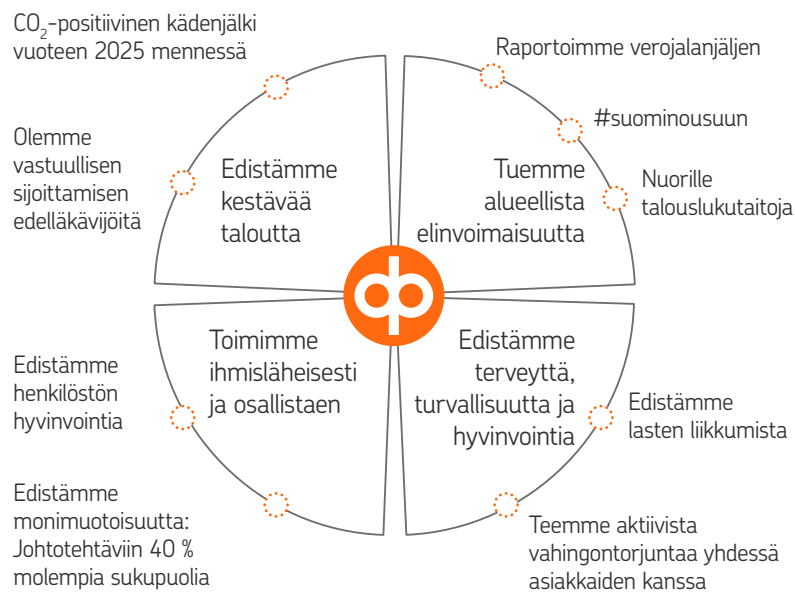 CO₂-positiivinen kädenjälki
vuoteen 2025 mennessä
Olemme
vastuullisen
sijoittamisen
edelläkävijöitä
Edistämme
kestävää
taloutta
Raportoimme verojalanjäljen
#suominousuun
Nuorille
talouslukutaitoja
Tuemme
alueellista
elinvoimaisuutta
Toimimme
ihmisläheisesti
ja osallistaen
Edistämme
henkilöstön
hyvinvointia
Edistämme
monimuotoisuutta:
Johtotehtäviin 40 %
molempia sukupuolia
Edistämme
terveyttä,
turvallisuutta ja
hyvinvointia
Edistämme
lasten liikkumista
Teemme aktiivista
vahingontorjuntaa yhdessä
asiakkaiden kanssa